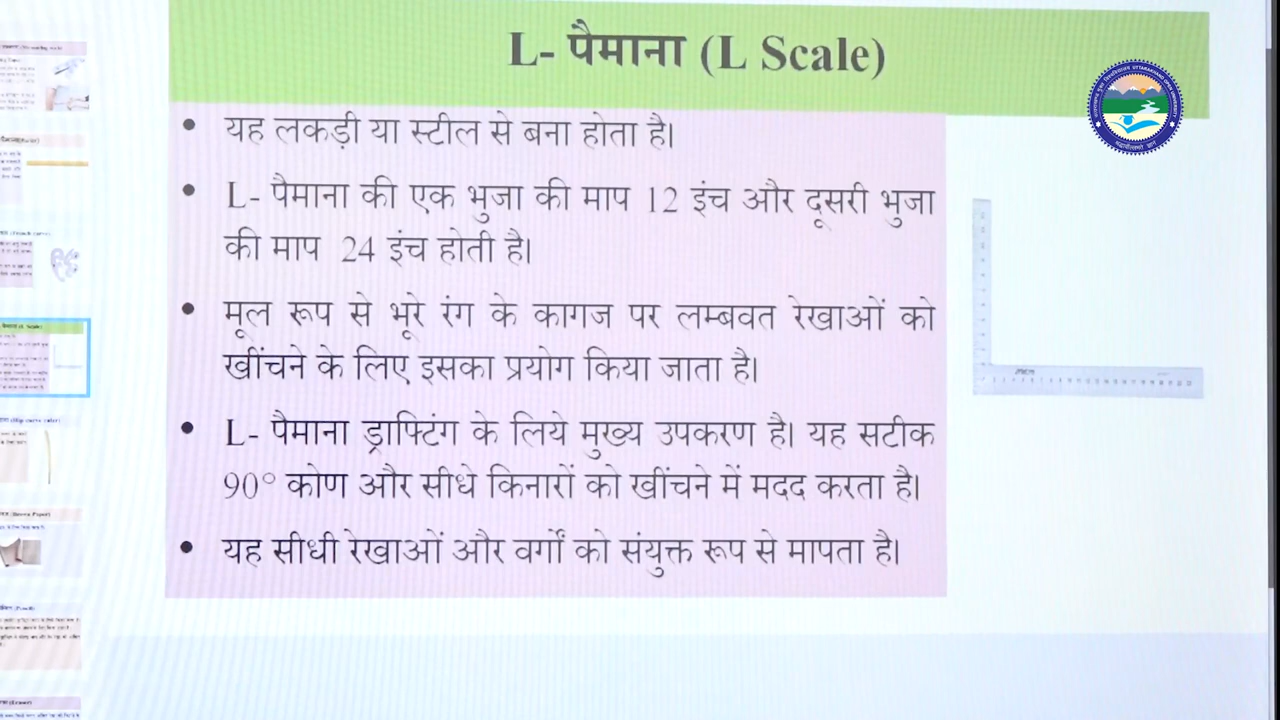 L- पैमाना (L Scale)
• यह लकड़ी या स्टील से बना होता है।
• L- पैमाना की एक भुजा की माप 12 इंच और दूसरी भुजा
की माप 24 इंच होती है।
• मूल रूप से भूरे रंग के कागज पर लम्बवत रेखाओं को
खींचने के लिए इसका प्रयोग किया जाता है।
• L- पैमाना ड्राफ्टिंग के लिये मुख्य उपकरण है। यह सटीक
90° कोण और सीधे किनारों को खींचने में मदद करता है।
• यह सीधी रेखाओं और वर्गों को संयुक्त रूप से मापता है।